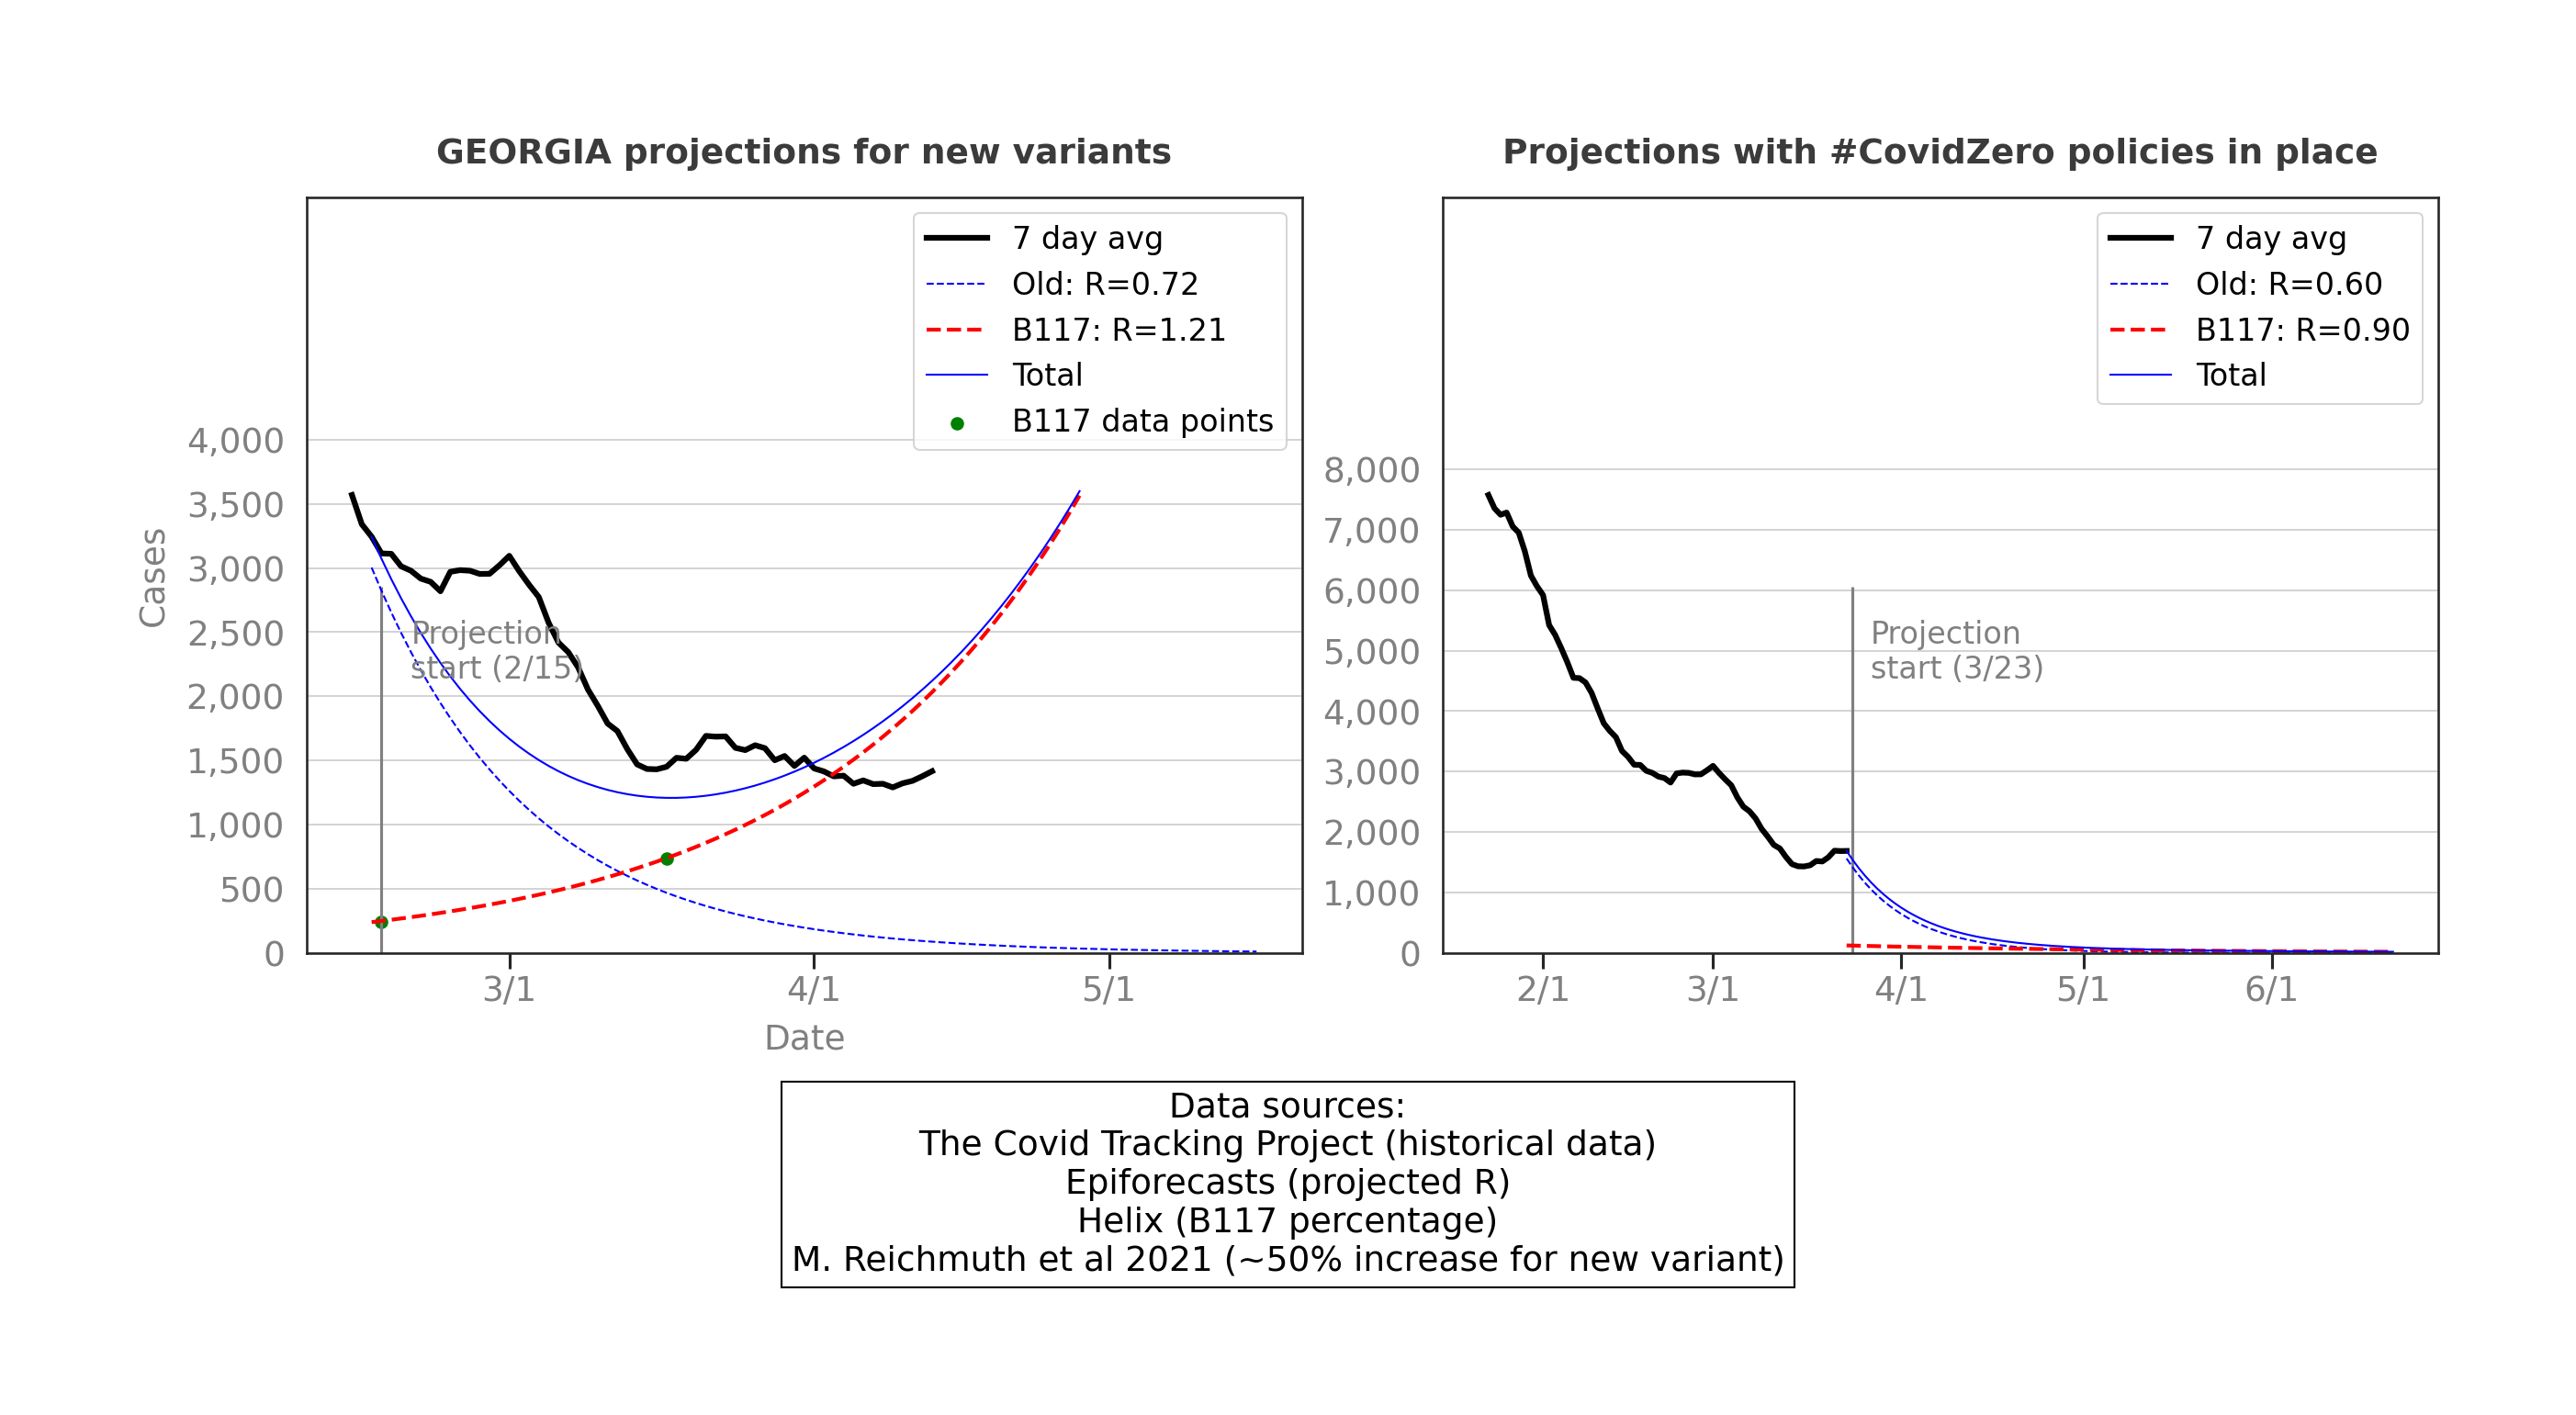 GEORGIA projections for new variants
7 day avg
Old: R=0.72
B117: R=1.21
Total
B117 data points
4,000
3,500
3,000
2,500
2,000
1,500
1,000
500
0
Cases
Projection
start (2/15)
3/1
4/1
5/1
Date
Projections with #CovidZero policies in place
7 day avg
Old: R=0.60
B117: R=0.90
Total
8,000
7,000
6,000
5,000
4,000
3,000
2,000
1,000
0
Projection
start (3/23)
2/1
3/1
4/1
5/1
6/1
Data sources:
The Covid Tracking Project (historical data)
Epiforecasts (projected R)
Helix (B117 percentage)
M. Reichmuth et al 2021 (~50% increase for new variant)